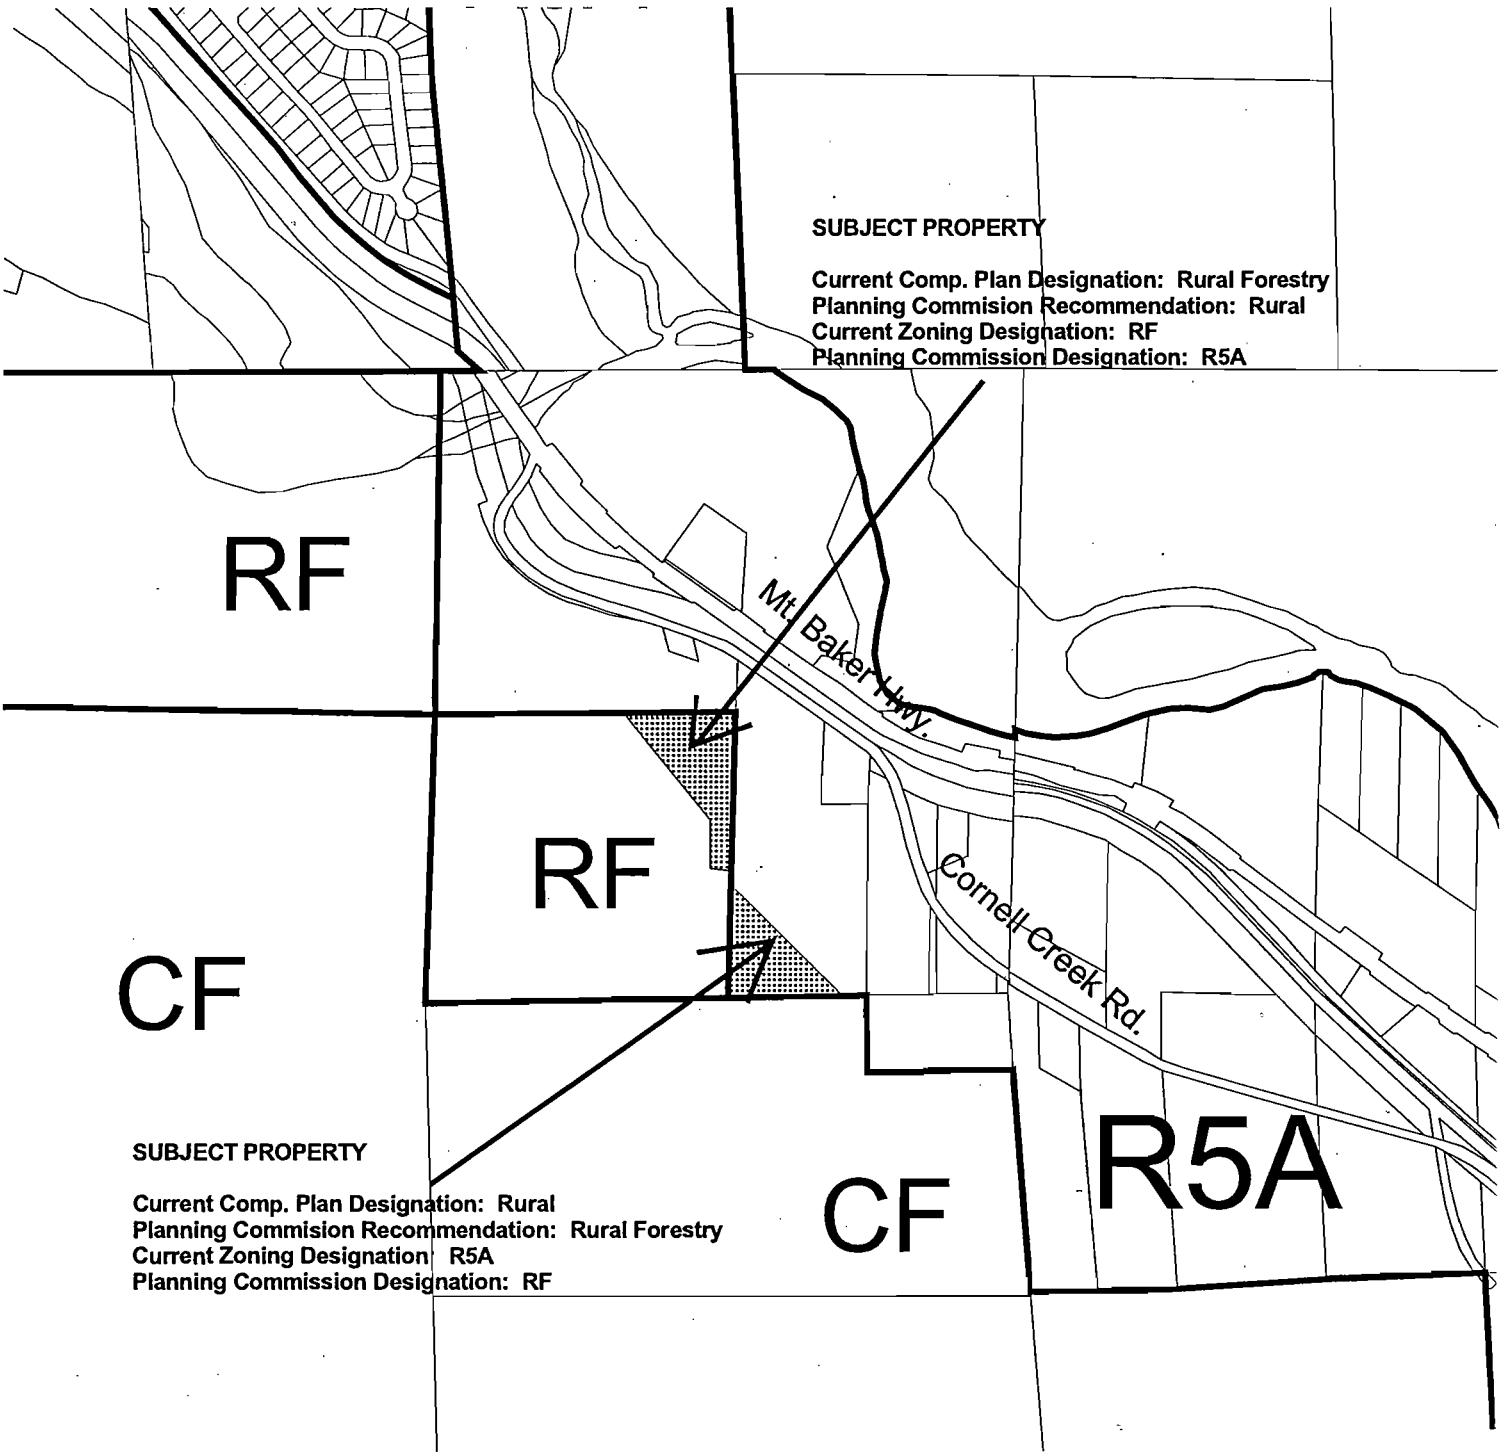 SUBJECT PROPERTY
Current Comp. Plan Designation: Rural Forestry
Planning Commision Recommendation: Rural
Current Zoning Designation: RF
Planning Commission Designation: R5A
RF
Mt. Baker Hwy.
RF
Cornell Creek Rd.
CF
SUBJECT PROPERTY
Current Comp. Plan Designation: Rural
Planning Commision Recommendation: Rural Forestry
Current Zoning Designation R5A
Planning Commission Designation: RF
CF
R5A